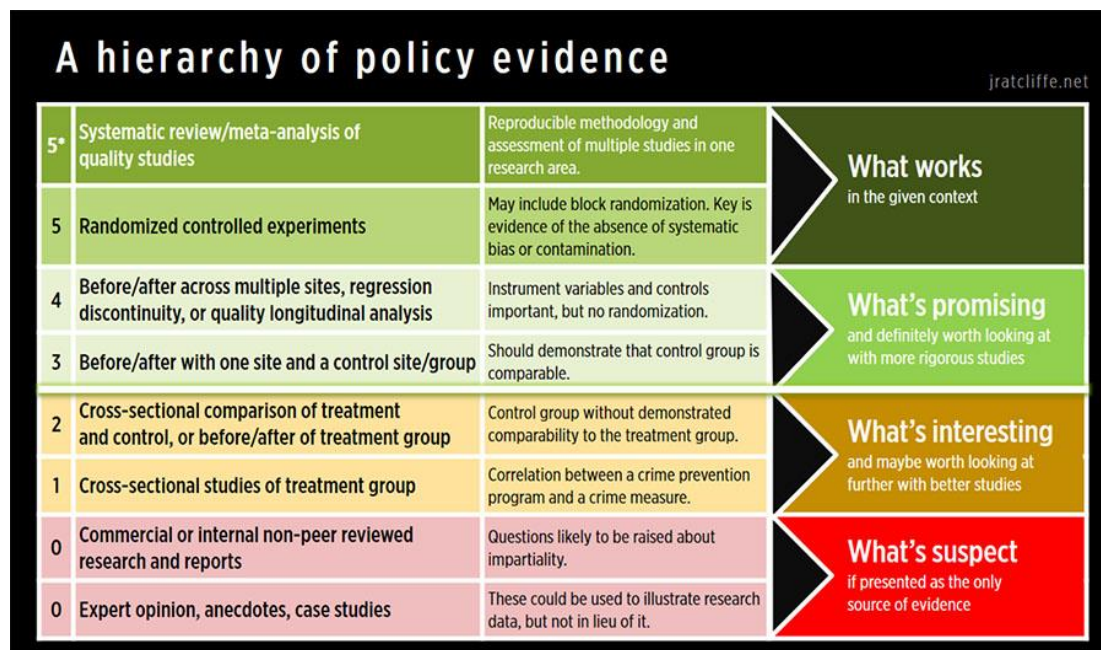 A hierarchy of policy evidence
jratcliffe.net
5*
Systematic review/meta-analysis of
quality studies
Reproducible methodology and
assessment of multiple studies in one
research area.
What works
in the given context
5
Randomized controlled experiments
May include block randomization. Key is
evidence of the absence of systematic
bias or contamination.
4
Before/after across multiple sites, regression
discontinuity, or quality longitudinal analysis
Instrument variables and controls
important, but no randomization.
What's promising
and definitely worth looking at
with more rigorous studies
3
Before/after with one site and a control site/group
Should demonstrate that control group is
comparable.
2
Cross-sectional comparison of treatment
and control, or before/after of treatment group
Control group without demonstrated
comparability to the treatment group.
What's interesting
and maybe worth looking at
further with better studies
1
Cross-sectional studies of treatment group
Correlation between a crime prevention
program and a crime measure.
0
Commercial or internal non-peer reviewed
research and reports
Questions likely to be raised about
impartiality.
What's suspect
if presented as the only
source of evidence
0
Expert opinion, anecdotes, case studies
These could be used to illustrate research
data, but not in lieu of it.